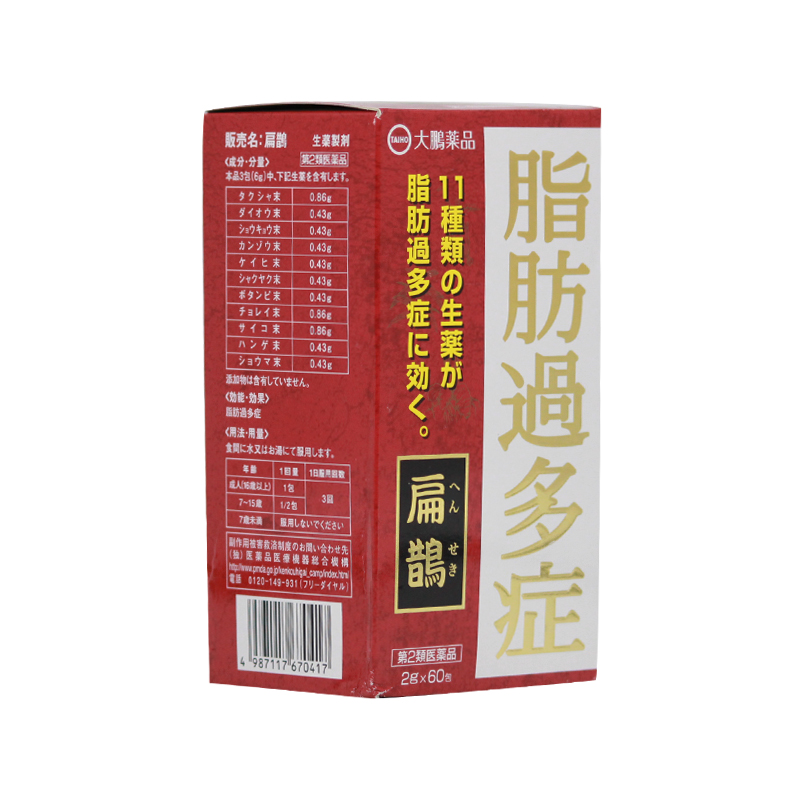 販売名:扁鵲 生薬製剤
〈成分・分量〉 第2類医薬品
本品3包(6g)中、下記生薬を含有します。
タクシャ末 0.86g
ダイオウ末 0.43g
ショウキョウ末 0.43g
カンゾウ末 0.43g
ケイヒ末 0.43g
シャクヤク末 0.43g
ボタンピ末 0.43g
チョレイ末 0.86g
サイコ末 0.86g
ハンゲ末 0.43g
ショウマ末 0.43g
添加物は含有していません。
〈効能・効果〉
脂肪過多症
〈用法・用量〉
食間に水又はお湯にて服用します。
年齢 1回量 1日服用回数
成人(16歳以上) 1包 3回
7〜15歳 1/2包
7歳未満 服用しないでください
副作用被害救済制度のお問い合わせ先
(独)医薬品医療機器総合機構
http://www.pmda.go.jp/kenkouhigai_camp/index.html
電話 0120-149-931(フリーダイヤル)
4 987117 670417
TAIHO 大鵬薬品
11種類の生薬が
脂肪過多症に効く。
扁鵲
へんせき
第2類医薬品
2g×60包
脂肪過多症